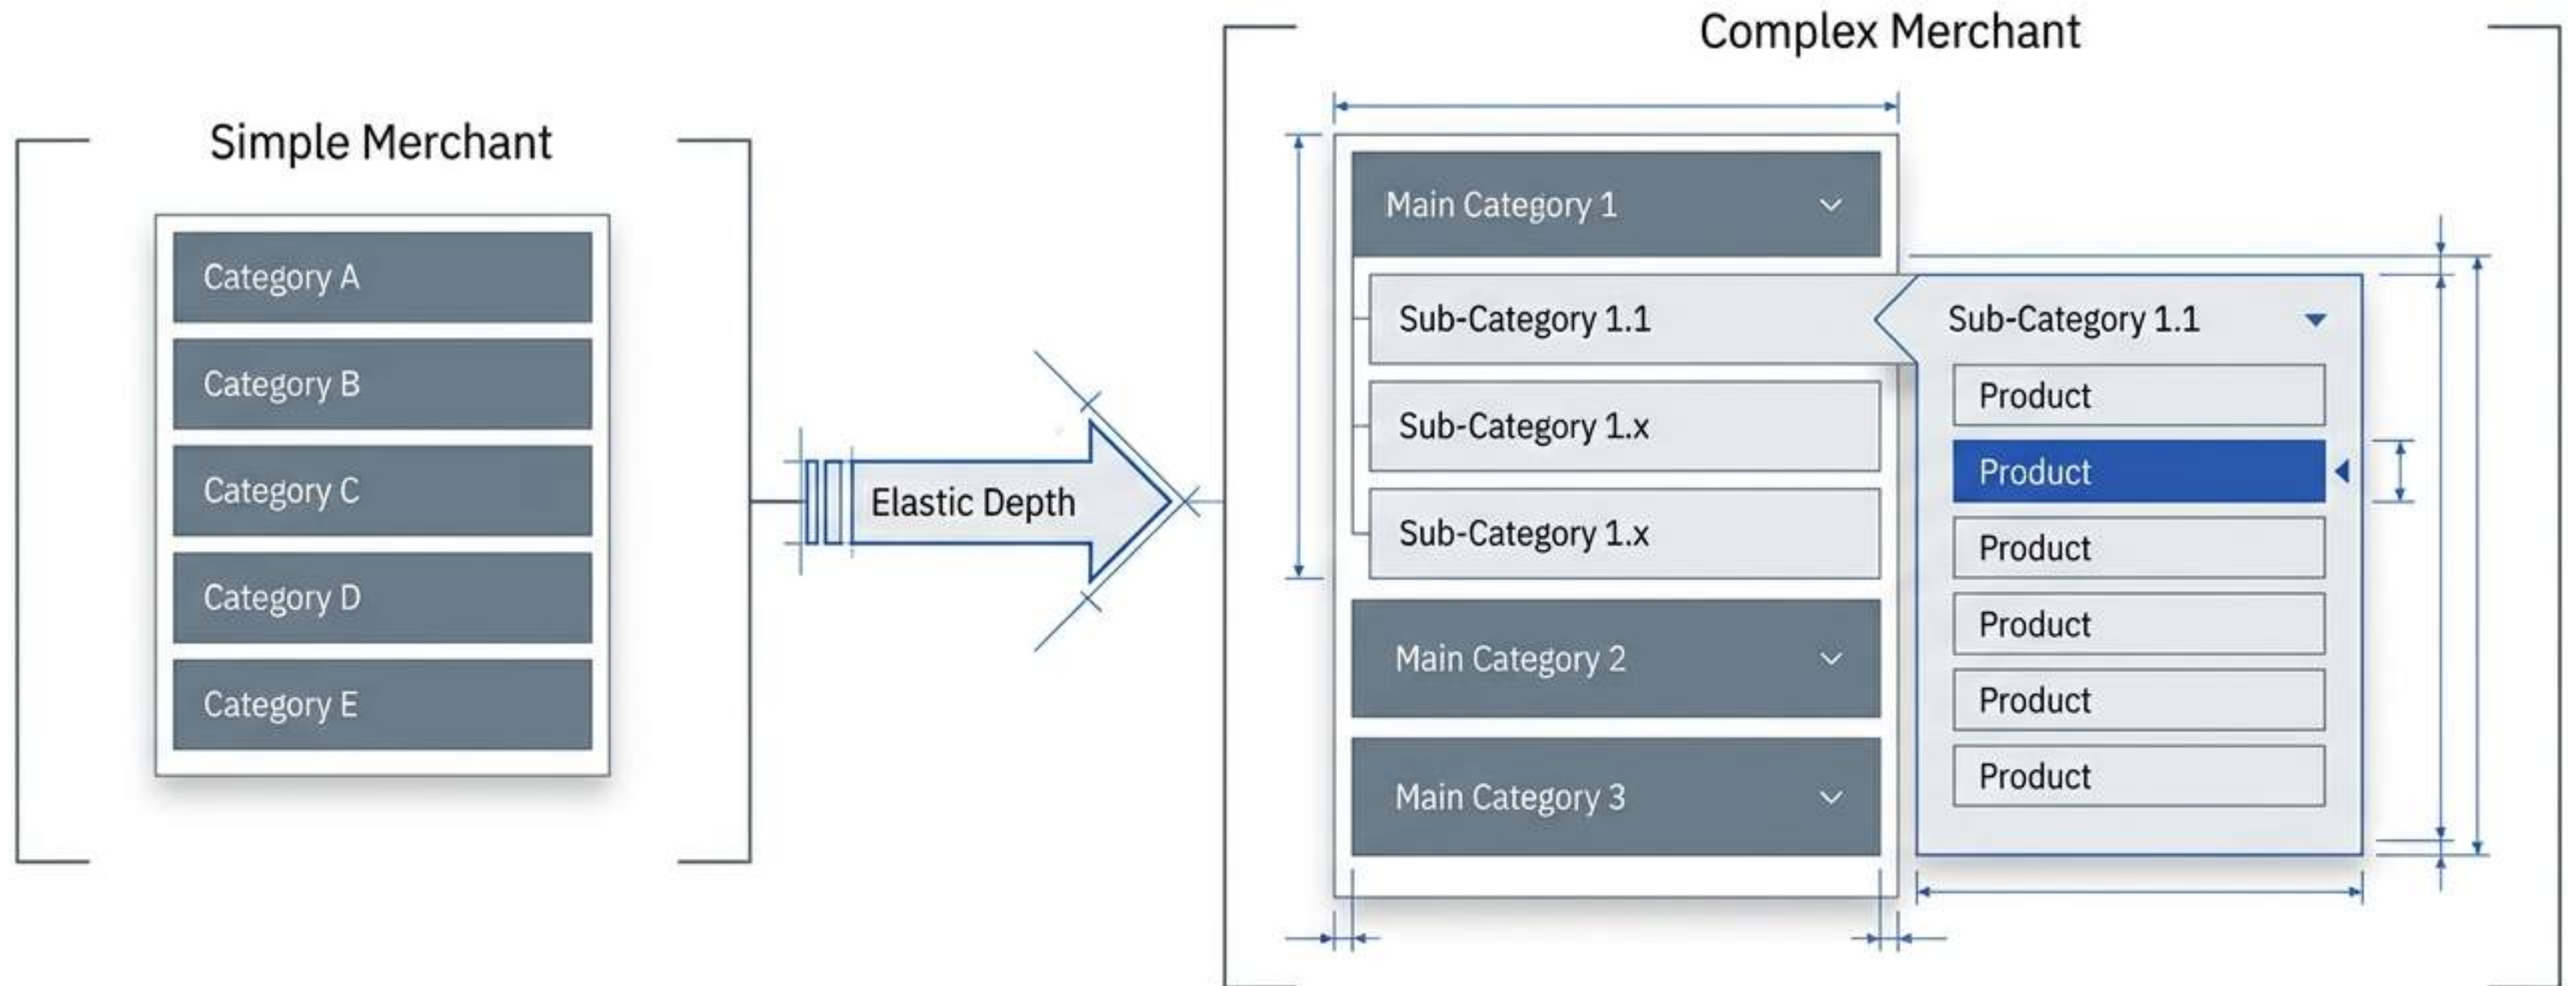 Simple Merchant
Category A
Category B
Category C
Category D
Category E
Elastic Depth
Complex Merchant
Main Category 1
Sub-Category 1.1
Sub-Category 1.x
Sub-Category 1.x
Main Category 2
Main Category 3
Sub-Category 1.1
Product
Product
Product
Product
Product
Product